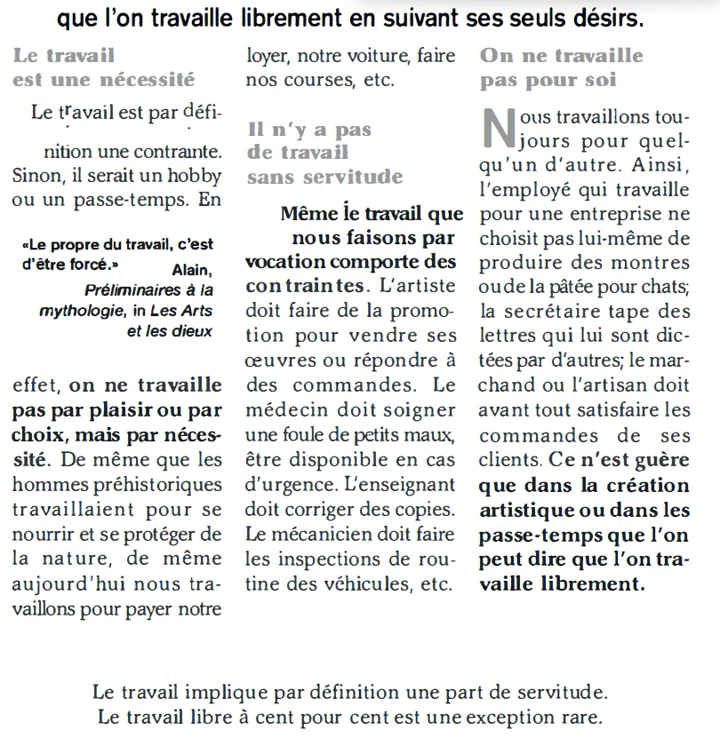 que l'on travaille librement en suivant ses seuls désirs.
Le travail
est une nécessité
Le travail est par défi-
nition une contrainte.
Sinon, il serait un hobby
ou un passe-temps. En
«Le propre du travail, c'est
d'être forcé.»
Alain,
Préliminaires à la
mythologie, in Les Arts
et les dieux
effet, on ne travaille
pas par plaisir ou par
choix, mais par néces-
sité. De même que les
hommes préhistoriques
travaillaient pour se
nourrir et se protéger de
la nature, de même
aujourd'hui nous tra-
vaillons pour payer notre
loyer, notre voiture, faire
nos courses, etc.
Il n'y a pas
de travail
sans servitude
Même le travail que
nous faisons par
vocation comporte des
contraintes. L'artiste
doit faire de la promo-
tion pour vendre ses
œuvres ou répondre à
des commandes. Le
médecin doit soigner
une foule de petits maux,
être disponible en cas
d'urgence. L'enseignant
doit corriger des copies.
Le mécanicien doit faire
les inspections de rou-
tine des véhicules, etc.
On ne travaille
pas pour soi
Nous travaillons tou-
jours pour quel-
qu'un d'autre. Ainsi,
l'employé qui travaille
pour une entreprise ne
choisit pas lui-même de
produire des montres
ou de la pâtée pour chats;
la secrétaire tape des
lettres qui lui sont dic-
tées par d'autres; le mar-
chand ou l'artisan doit
avant tout satisfaire les
commandes de ses
clients. Ce n'est guère
que dans la création
artistique ou dans les
passe-temps que l'on
peut dire que l'on tra-
vaille librement.
Le travail implique par définition une part de servitude.
Le travail libre à cent pour cent est une exception rare.